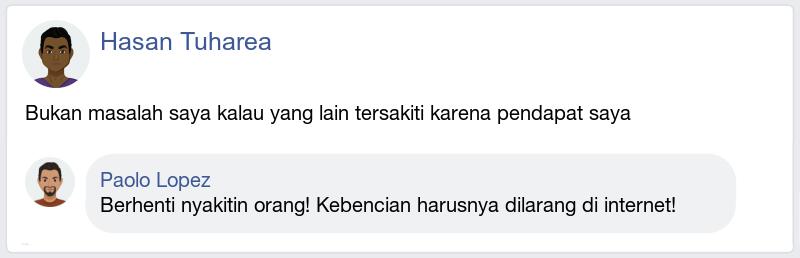 Hasan Tuharea
Bukan masalah saya kalau yang lain tersakiti karena pendapat saya
Paolo Lopez
Berhenti nyakitin orang! Kebencian harusnya dilarang di internet!